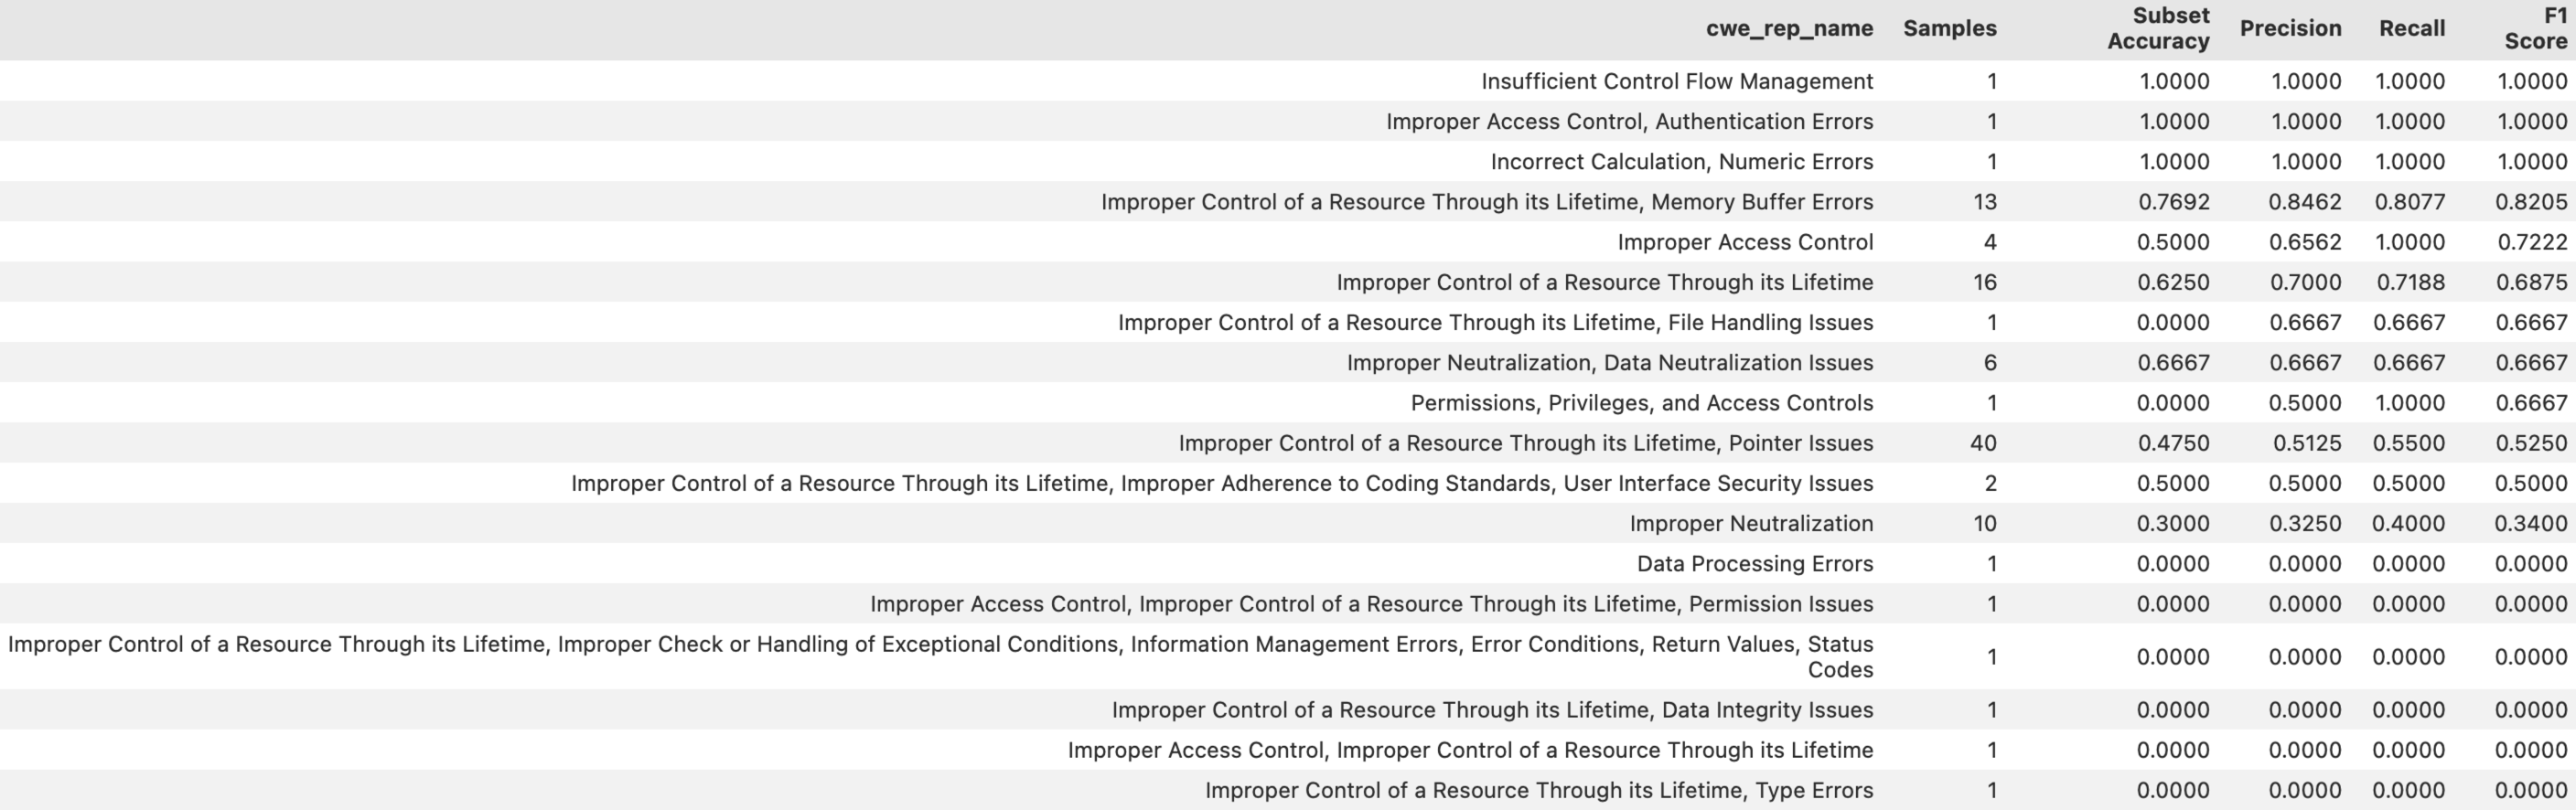 cwe_rep_name Samples Subset Accuracy Precision Recall F1 Score
Insufficient Control Flow Management 1 1.0000 1.0000 1.0000 1.0000
Improper Access Control, Authentication Errors 1 1.0000 1.0000 1.0000 1.0000
Incorrect Calculation, Numeric Errors 1 1.0000 1.0000 1.0000 1.0000
Improper Control of a Resource Through its Lifetime, Memory Buffer Errors 13 0.7692 0.8462 0.8077 0.8205
Improper Access Control 4 0.5000 0.6562 1.0000 0.7222
Improper Control of a Resource Through its Lifetime 16 0.6250 0.7000 0.7188 0.6875
Improper Control of a Resource Through its Lifetime, File Handling Issues 1 0.0000 0.6667 0.6667 0.6667
Improper Neutralization, Data Neutralization Issues 6 0.6667 0.6667 0.6667 0.6667
Permissions, Privileges, and Access Controls 1 0.0000 0.5000 1.0000 0.6667
Improper Control of a Resource Through its Lifetime, Pointer Issues 40 0.4750 0.5125 0.5500 0.5250
Improper Control of a Resource Through its Lifetime, Improper Adherence to Coding Standards, User Interface Security Issues 2 0.5000 0.5000 0.5000 0.5000
Improper Neutralization 10 0.3000 0.3250 0.4000 0.3400
Data Processing Errors 1 0.0000 0.0000 0.0000 0.0000
Improper Access Control, Improper Control of a Resource Through its Lifetime, Permission Issues 1 0.0000 0.0000 0.0000 0.0000
Improper Control of a Resource Through its Lifetime, Improper Check or Handling of Exceptional Conditions, Information Management Errors, Error Conditions, Return Values, Status
Codes 1 0.0000 0.0000 0.0000 0.0000
Improper Control of a Resource Through its Lifetime, Data Integrity Issues 1 0.0000 0.0000 0.0000 0.0000
Improper Access Control, Improper Control of a Resource Through its Lifetime 1 0.0000 0.0000 0.0000 0.0000
Improper Control of a Resource Through its Lifetime, Type Errors 1 0.0000 0.0000 0.0000 0.0000